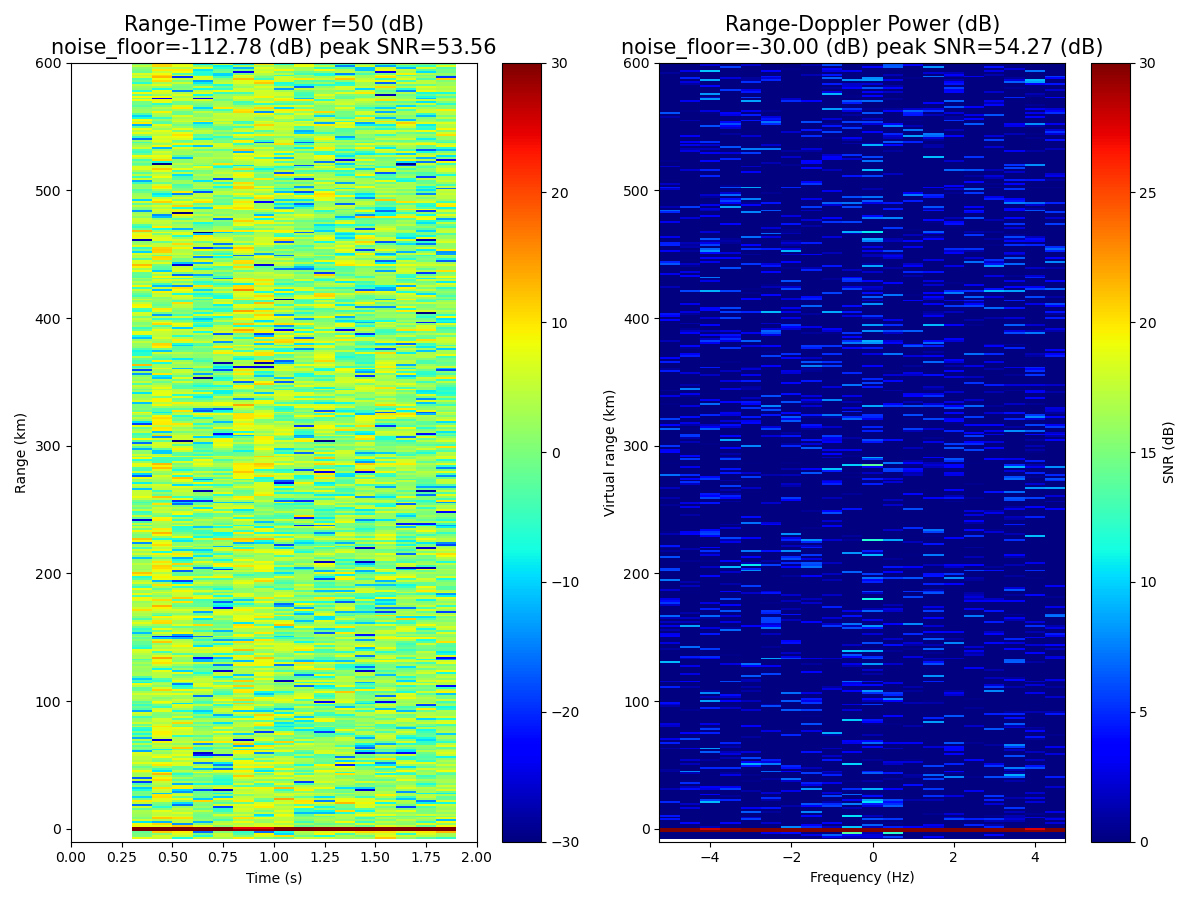 Range-Time Power f=50 (dB)
noise_floor=-112.78 (dB) peak SNR=53.56
Range (km)
600
500
400
300
200
100
0
0.00 0.25 0.50 0.75 1.00 1.25 1.50 1.75 2.00
Time (s)
30
20
10
0
−10
−20
−30
Range-Doppler Power (dB)
noise_floor=-30.00 (dB) peak SNR=54.27 (dB)
Virtual range (km)
600
500
400
300
200
100
0
−4 −2 0 2 4
Frequency (Hz)
30
25
20
15
10
5
0
SNR (dB)